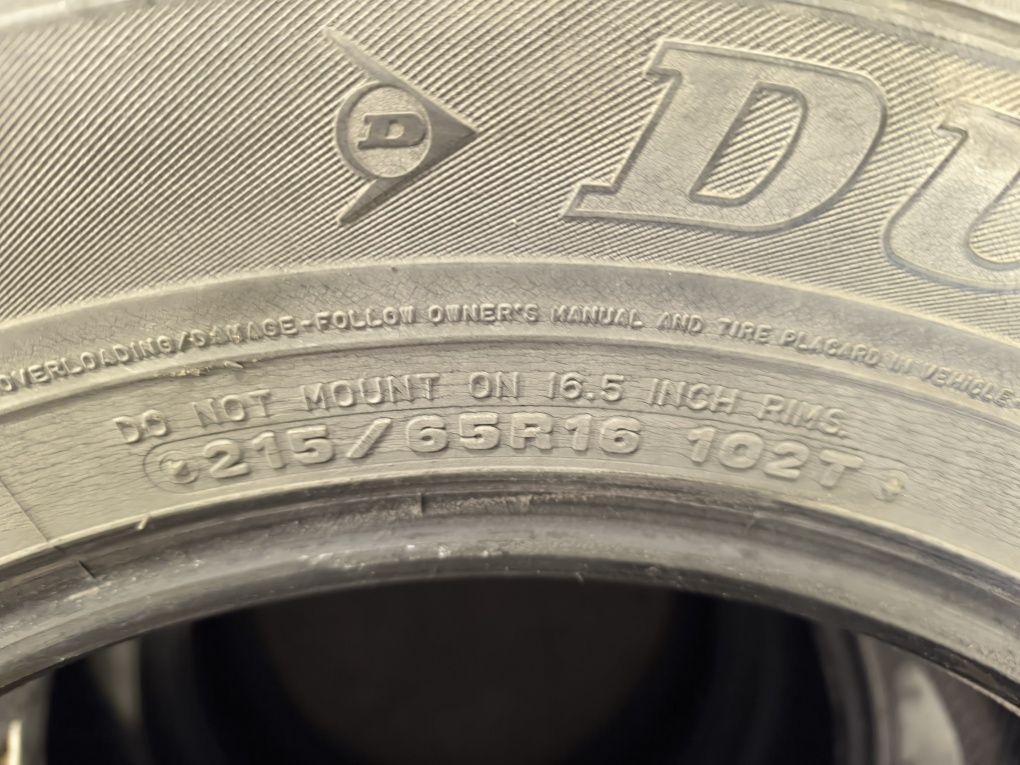 D
DU
OVERLOADING/DAMAGE-FOLLOW OWNER'S MANUAL AND TIRE PLACARD IN VEHICLE-
DO NOT MOUNT ON 16.5 INCH RIMS.
215/65R16 102T